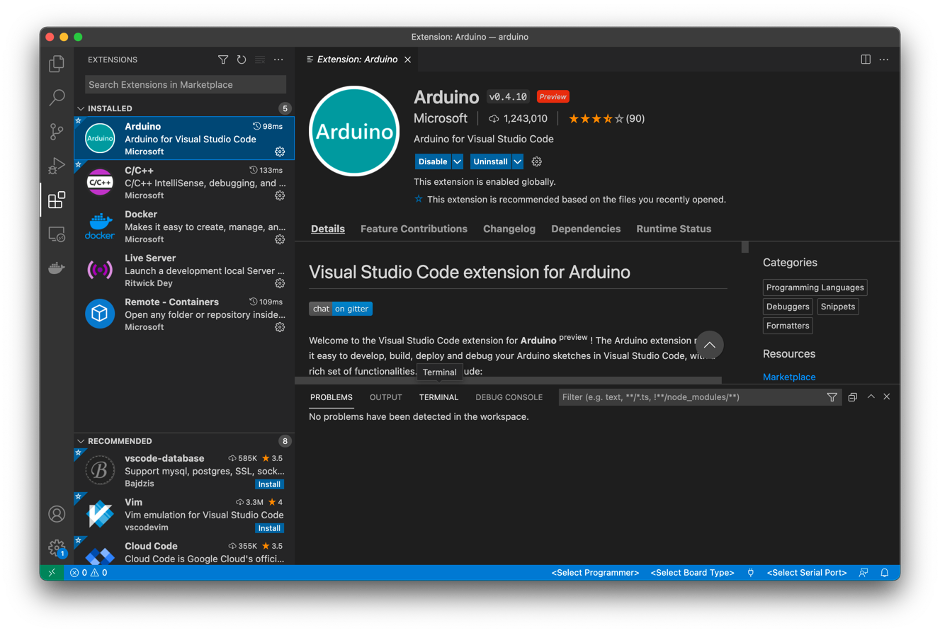 Extension: Arduino — arduino
EXTENSIONS
Search Extensions in Marketplace
INSTALLED 5
Arduino 98ms
Arduino
Arduino for Visual Studio Code
Microsoft
C/C++ 133ms
C/C++
C/C++ IntelliSense, debugging, and ...
Microsoft
Docker
docker
Makes it easy to create, manage, an...
Microsoft
Live Server
Launch a development local Server ...
Ritwick Dey
Remote - Containers 109ms
Open any folder or repository inside...
Microsoft
RECOMMENDED 8
vscode-database 585K 3.5
B
Support mysql, postgres, SSL, sock...
Bajdzis Install
Vim 3.3M 4
Vim emulation for Visual Studio Code
vscodevim Install
Cloud Code 355K 3.5
Cloud Code is Google Cloud's offici...
1
Extension: Arduino
Arduino
Arduino v0.4.10 Preview
Microsoft 1,243,010 (90)
Arduino for Visual Studio Code
Disable Uninstall
This extension is enabled globally.
This extension is recommended based on the files you recently opened.
Details Feature Contributions Changelog Dependencies Runtime Status
Visual Studio Code extension for Arduino
chat on gitter
Welcome to the Visual Studio Code extension for Arduino preview ! The Arduino extension
it easy to develop, build, deploy and debug your Arduino sketches in Visual Studio Code,
rich set of functionalities.
Terminal
Categories
Programming Languages
Debuggers Snippets
Formatters
Resources
Marketplace
PROBLEMS OUTPUT TERMINAL DEBUG CONSOLE Filter (e.g. text, **/*.ts, !**/node_modules/**)
No problems have been detected in the workspace.
0 0 <Select Programmer> <Select Board Type> <Select Serial Port>